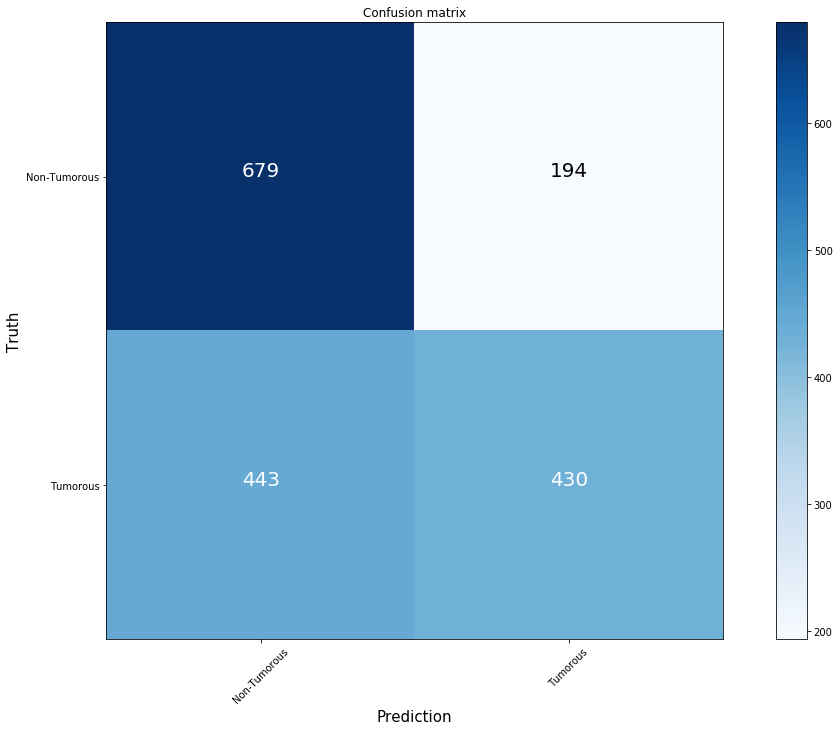 Confusion matrix
Truth
Non-Tumorous
679
194
Tumorous
443
430
Non-Tumorous
Tumorous
Prediction
600
500
400
300
200